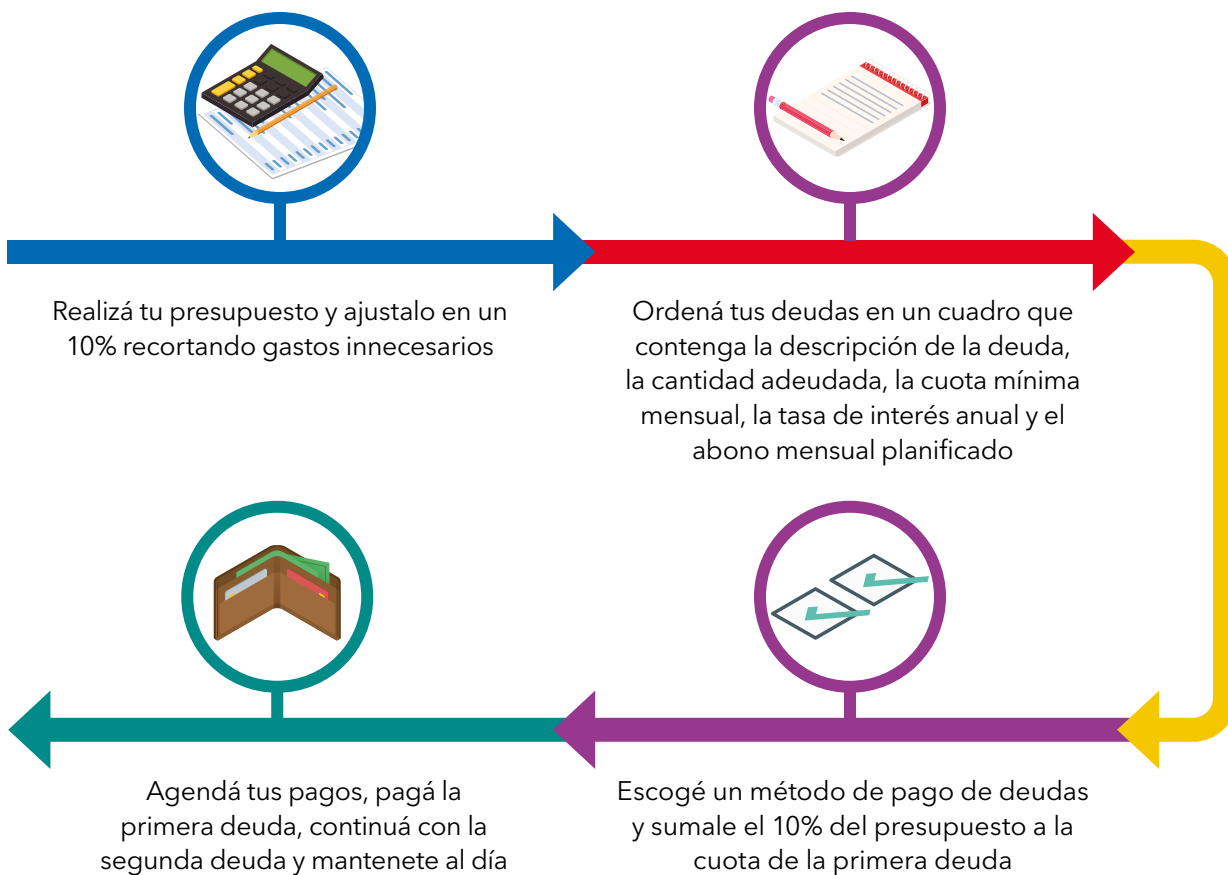 Realizá tu presupuesto y ajustalo en un
10% recortando gastos innecesarios
Ordená tus deudas en un cuadro que
contenga la descripción de la deuda,
la cantidad adeudada, la cuota mínima
mensual, la tasa de interés anual y el
abono mensual planificado
Escogé un método de pago de deudas
y sumale el 10% del presupuesto a la
cuota de la primera deuda
Agendá tus pagos, pagá la
primera deuda, continuá con la
segunda deuda y mantenete al día